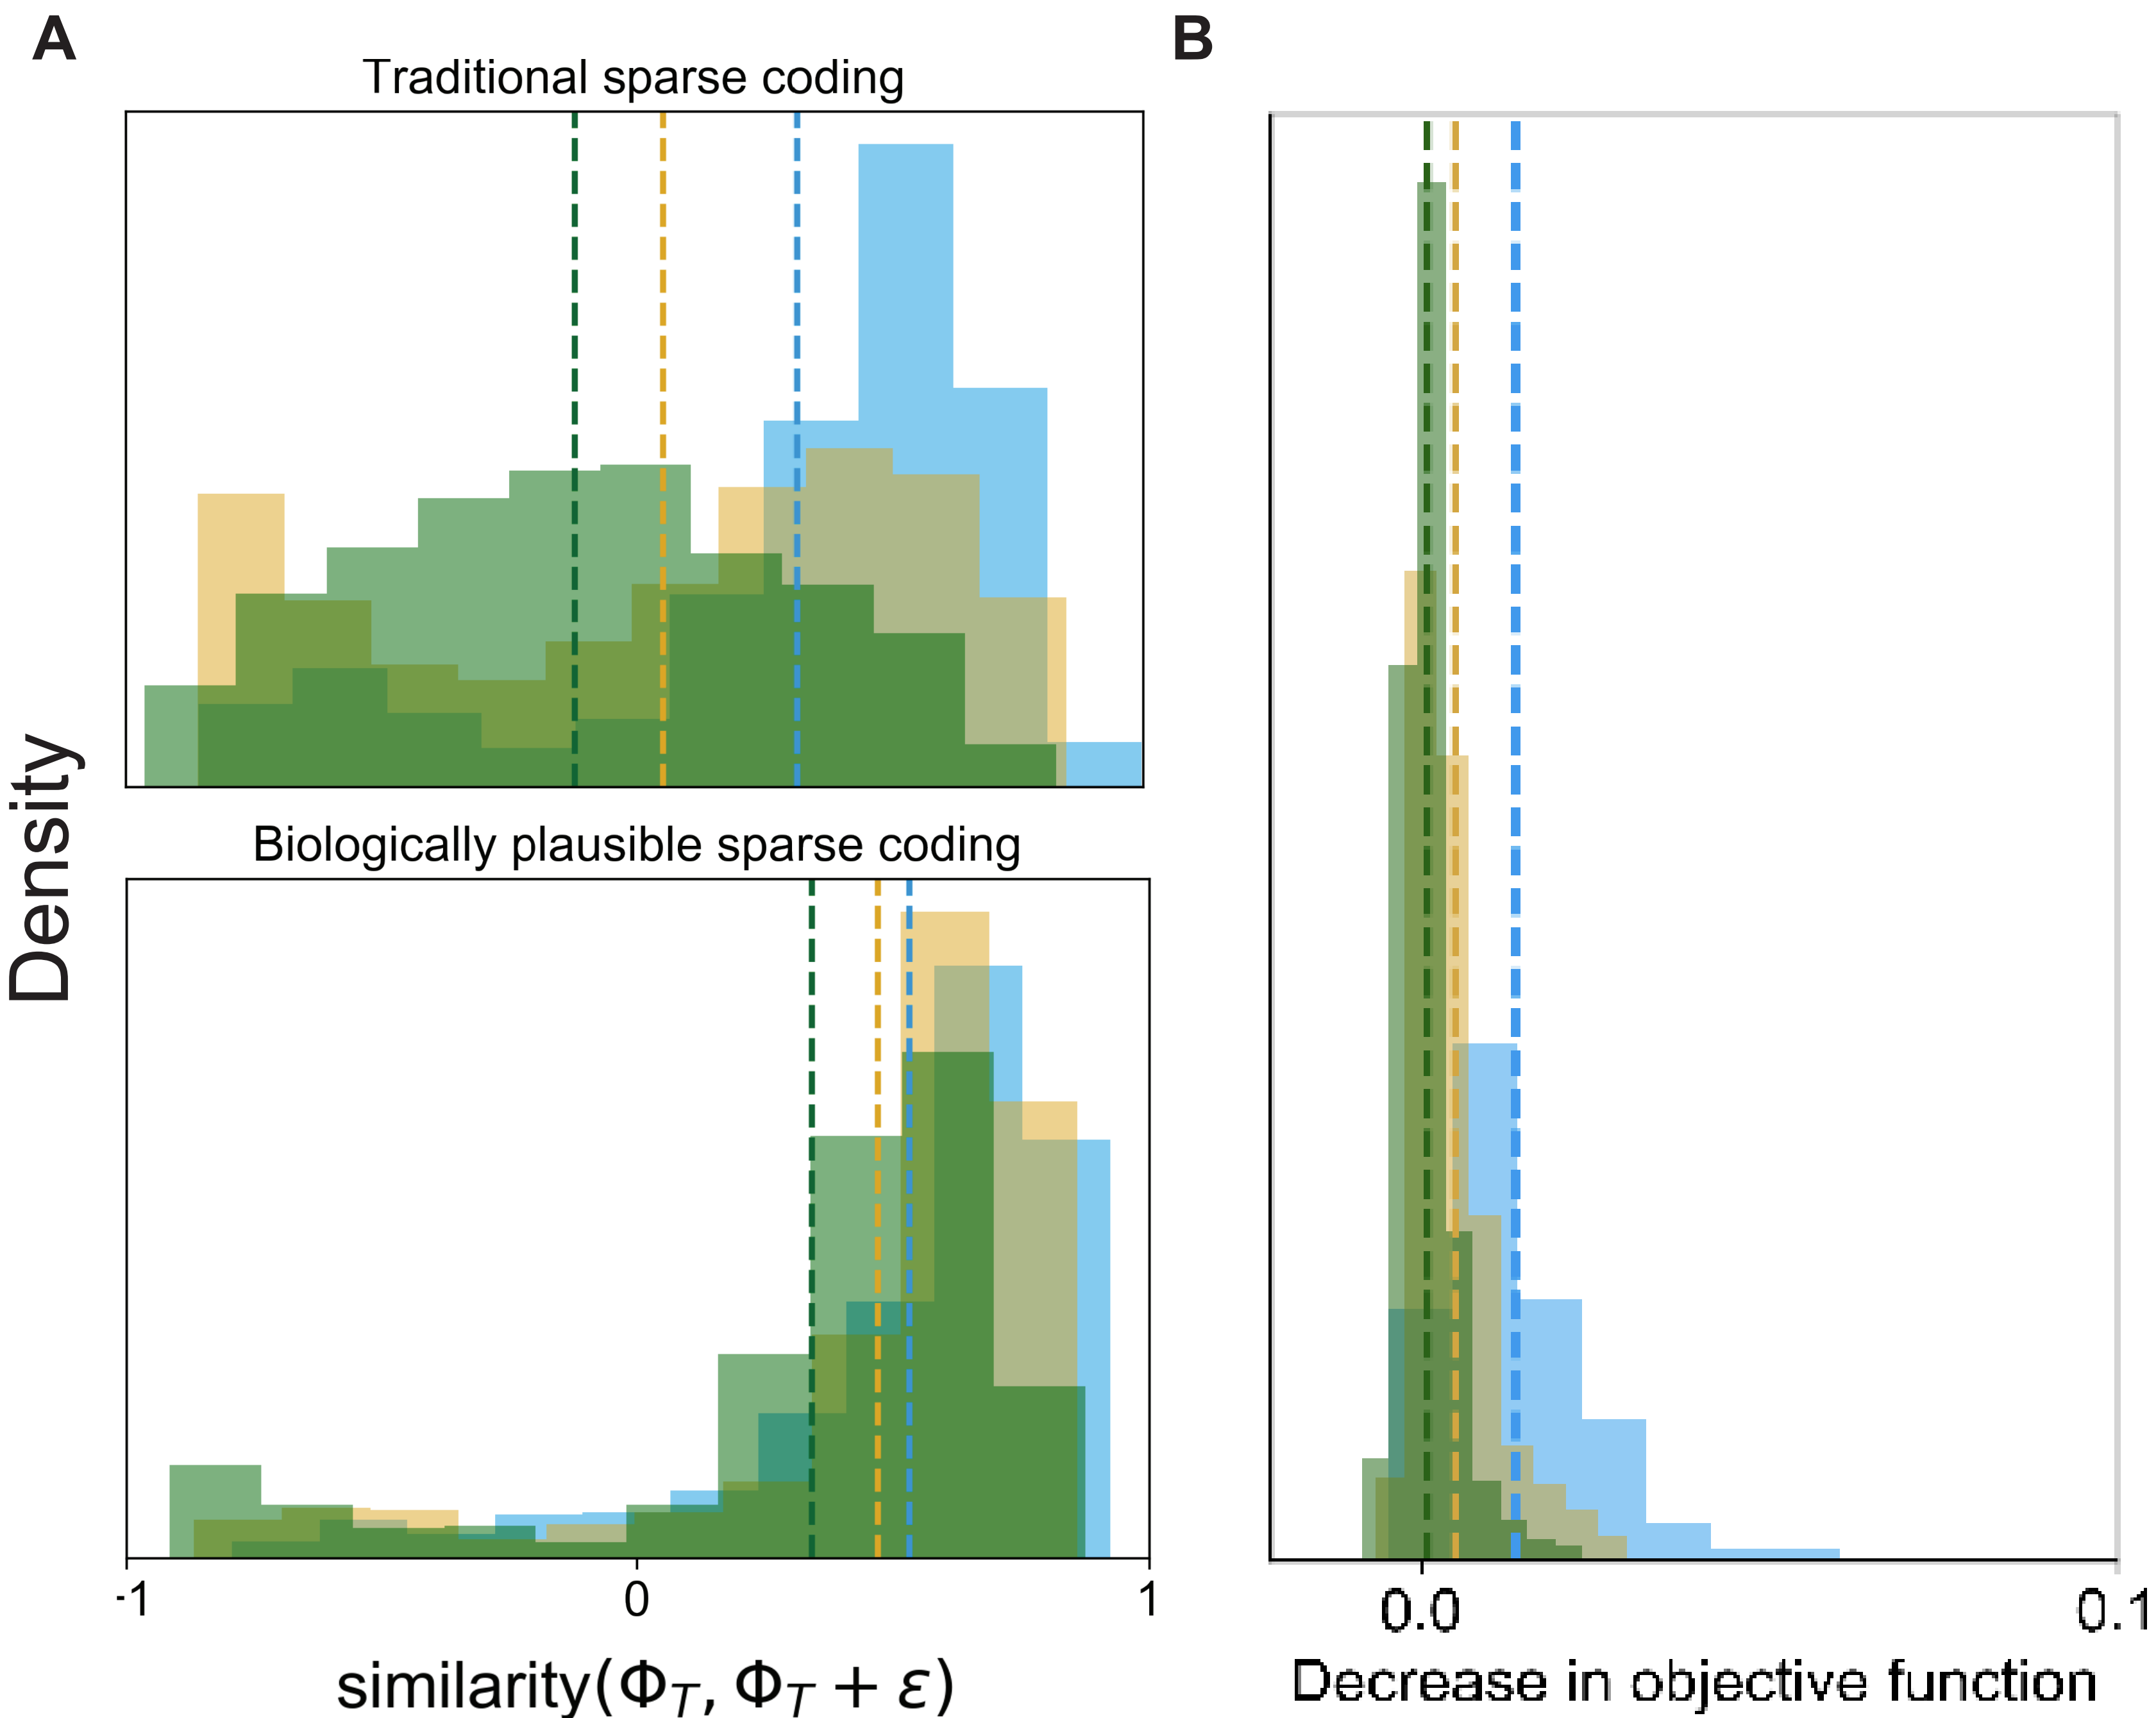 A
B
Traditional sparse coding
Density
Biologically plausible sparse coding
-1 0 1
similarity(Φ_T, Φ_T + ε)
0.0 0.1
Decrease in objective function